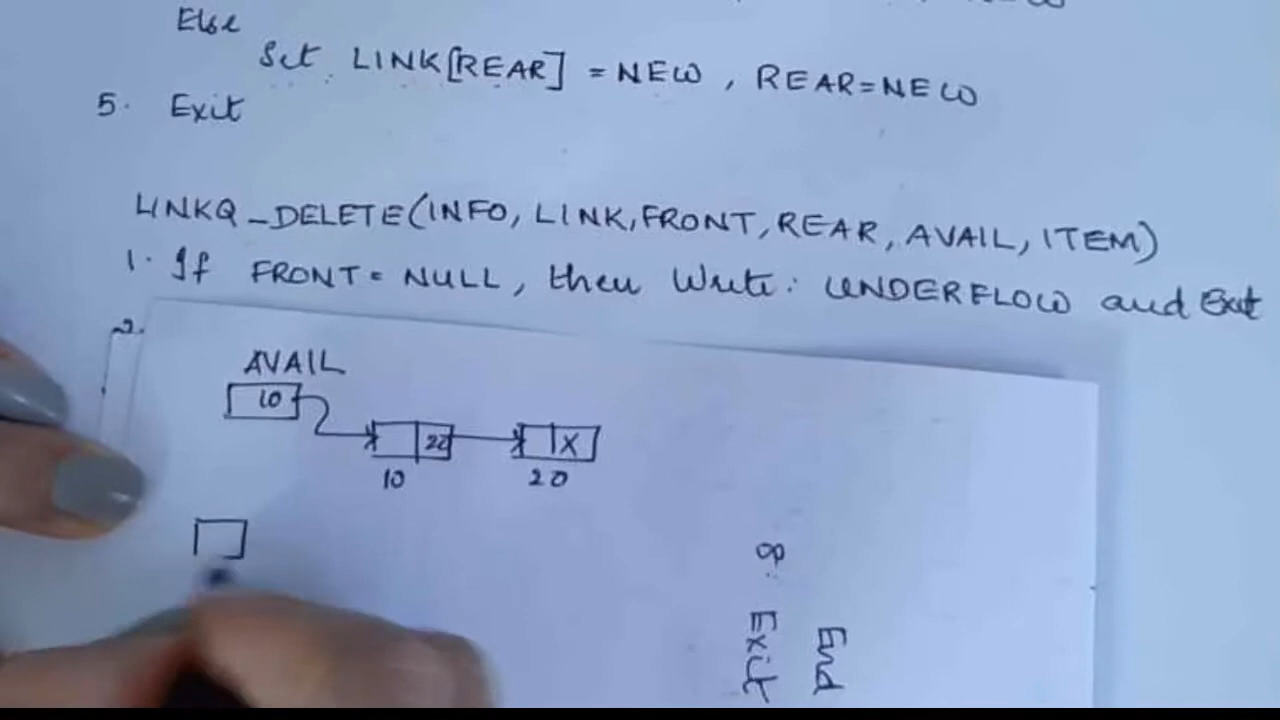 Else
Set LINK[REAR] = NEW, REAR=NEW
5. Exit
LINKQ_DELETE(INFO, LINK, FRONT, REAR, AVAIL, ITEM)
1. If FRONT = NULL, then Write: UNDERFLOW and Exit
2.
AVAIL
10
X
10 20
8. Exit
End